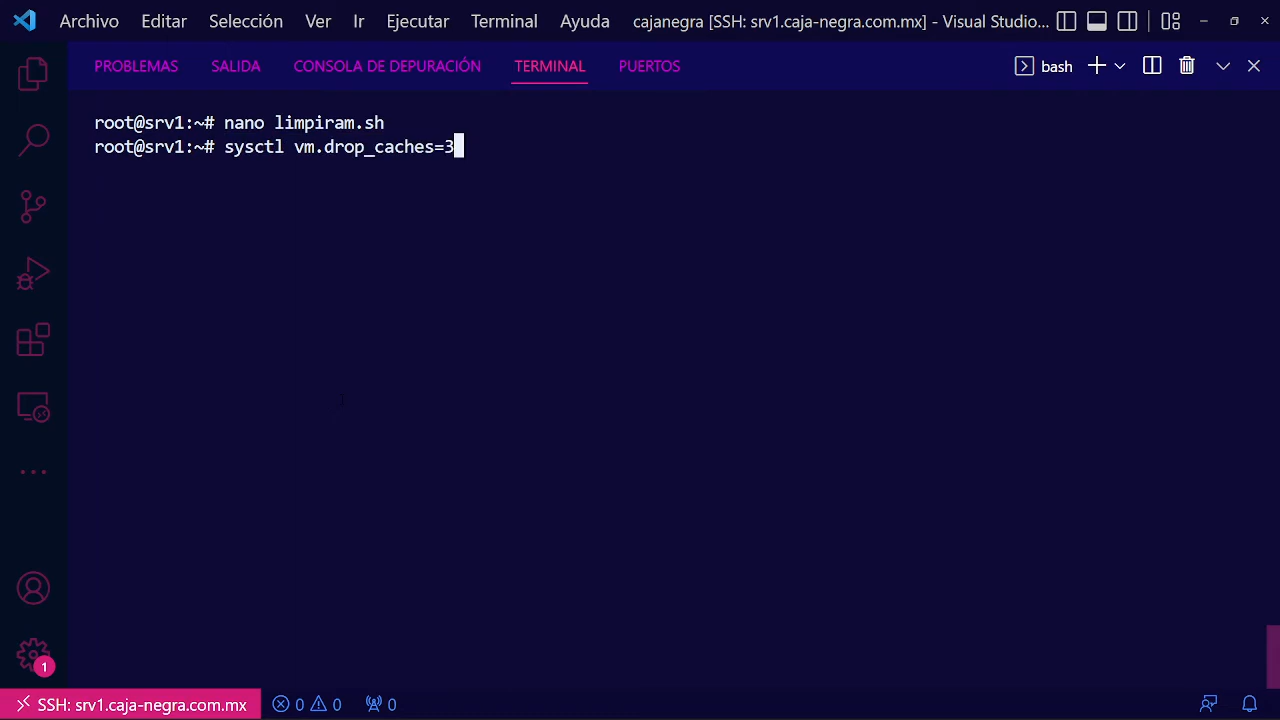 Archivo Editar Selección Ver Ir Ejecutar Terminal Ayuda cajanegra [SSH: srv1.caja-negra.com.mx] - Visual Studio...
PROBLEMAS SALIDA CONSOLA DE DEPURACIÓN TERMINAL PUERTOS bash
root@srv1:~# nano limpiram.sh
root@srv1:~# sysctl vm.drop_caches=3
1
SSH: srv1.caja-negra.com.mx 0 0 0